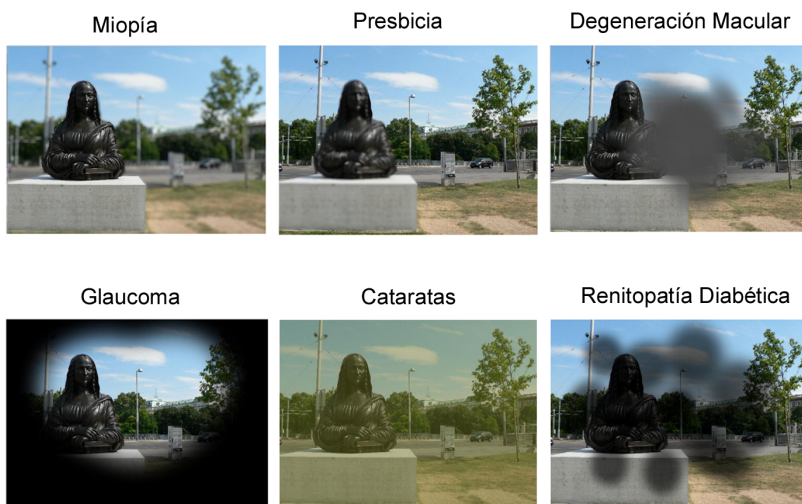 Miopía
Presbicia
Degeneración Macular
Glaucoma
Cataratas
Renitopatía Diabética